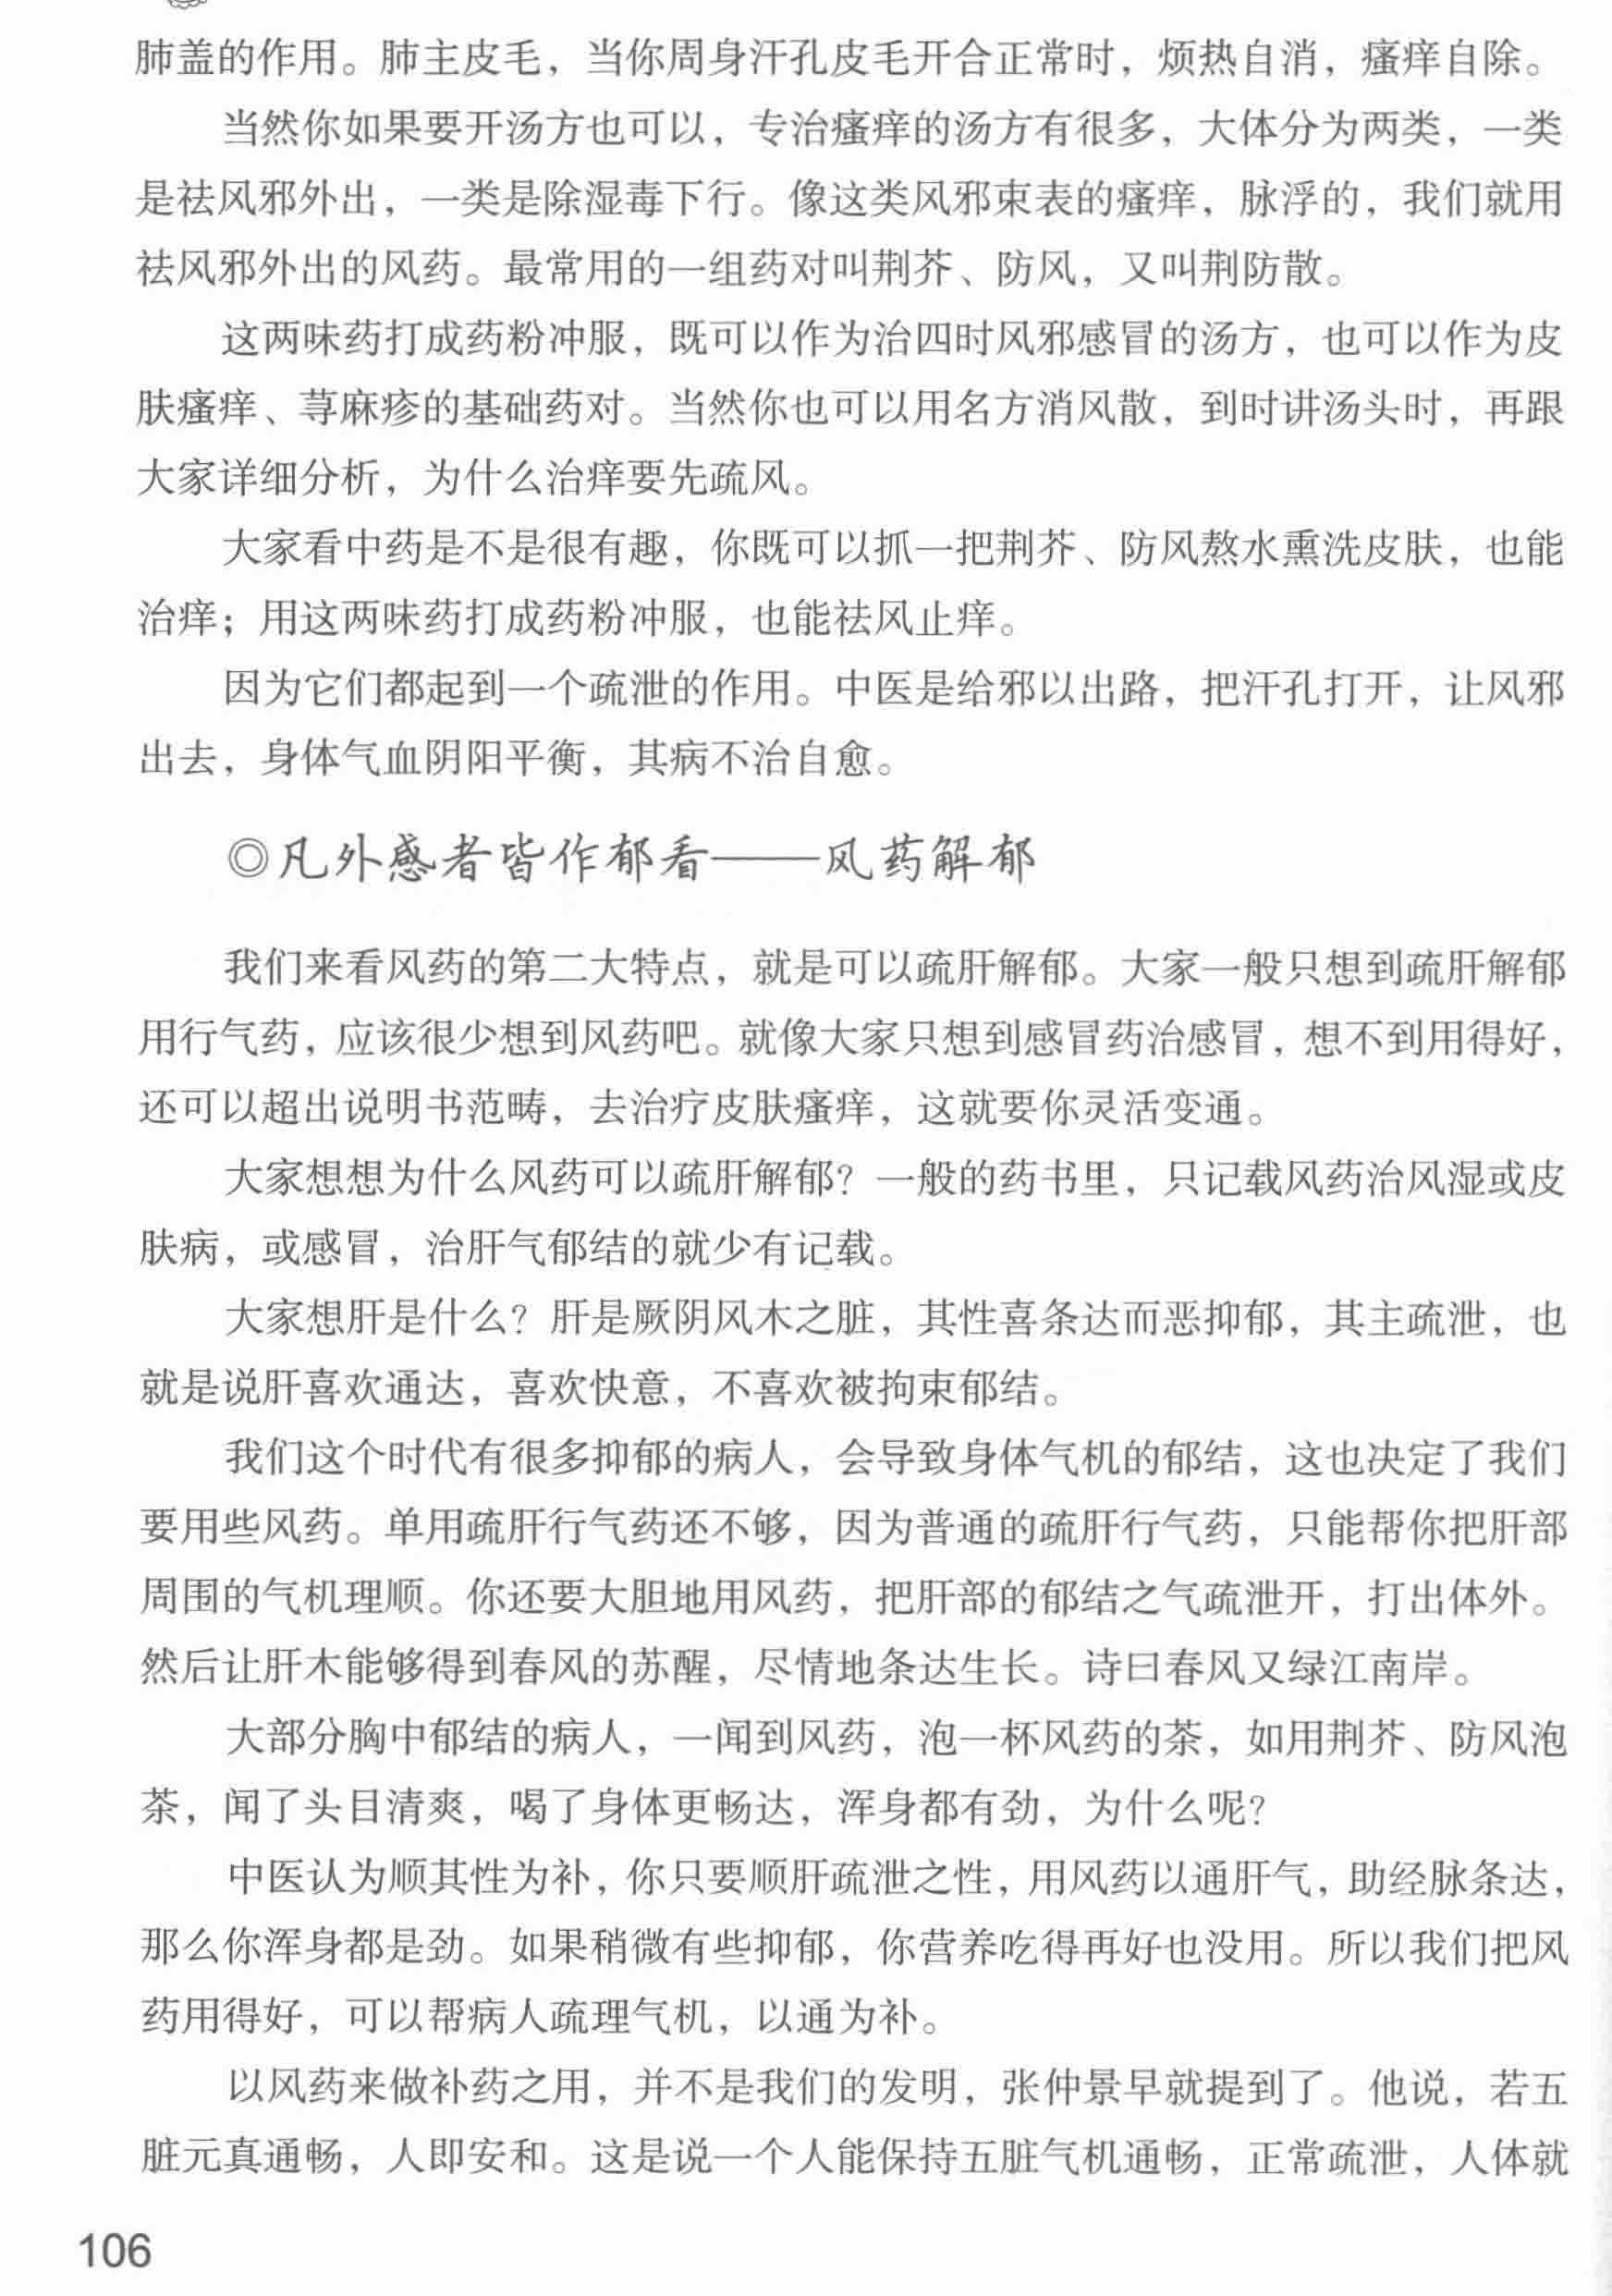 肺盖的作用。肺主皮毛，当你周身汗孔皮毛开合正常时，烦热自消，瘙痒自除。
当然你如果要开汤方也可以，专治瘙痒的汤方有很多，大体分为两类，一类
是祛风邪外出，一类是除湿毒下行。像这类风邪束表的瘙痒，脉浮的，我们就用
祛风邪外出的风药。最常用的一组药对叫荆芥、防风，又叫荆防散。
这两味药打成药粉冲服，既可以作为治四时风邪感冒的汤方，也可以作为皮
肤瘙痒、荨麻疹的基础药对。当然你也可以用名方消风散，到时讲汤头时，再跟
大家详细分析，为什么治痒要先疏风。
大家看中药是不是很有趣，你既可以抓一把荆芥、防风熬水熏洗皮肤，也能
治痒；用这两味药打成药粉冲服，也能祛风止痒。
因为它们都起到一个疏泄的作用。中医是给邪以出路，把汗孔打开，让风邪
出去，身体气血阴阳平衡，其病不治自愈。
◎凡外感者皆作郁看——风药解郁
我们来看风药的第二大特点，就是可以疏肝解郁。大家一般只想到疏肝解郁
用行气药，应该很少想到风药吧。就像大家只想到感冒药治感冒，想不到用得好，
还可以超出说明书范畴，去治疗皮肤瘙痒，这就要你灵活变通。
大家想想为什么风药可以疏肝解郁？一般的药书里，只记载风药治风湿或皮
肤病，或感冒，治肝气郁结的就少有记载。
大家想肝是什么？肝是厥阴风木之脏，其性喜条达而恶抑郁，其主疏泄，也
就是说肝喜欢通达，喜欢快意，不喜欢被拘束郁结。
我们这个时代有很多抑郁的病人，会导致身体气机的郁结，这也决定了我们
要用些风药。单用疏肝行气药还不够，因为普通的疏肝行气药，只能帮你把肝部
周围的气机理顺。你还要大胆地用风药，把肝部的郁结之气疏泄开，打出体外。
然后让肝木能够得到春风的苏醒，尽情地条达生长。诗曰春风又绿江南岸。
大部分胸中郁结的病人，一闻到风药，泡一杯风药的茶，如用荆芥、防风泡
茶，闻了头目清爽，喝了身体更畅达，浑身都有劲，为什么呢？
中医认为顺其性为补，你只要顺肝疏泄之性，用风药以通肝气，助经脉条达，
那么你浑身都是劲。如果稍微有些抑郁，你营养吃得再好也没用。所以我们把风
药用得好，可以帮病人疏理气机，以通为补。
以风药来做补药之用，并不是我们的发明，张仲景早就提到了。他说，若五
脏元真通畅，人即安和。这是说一个人能保持五脏气机通畅，正常疏泄，人体就
106